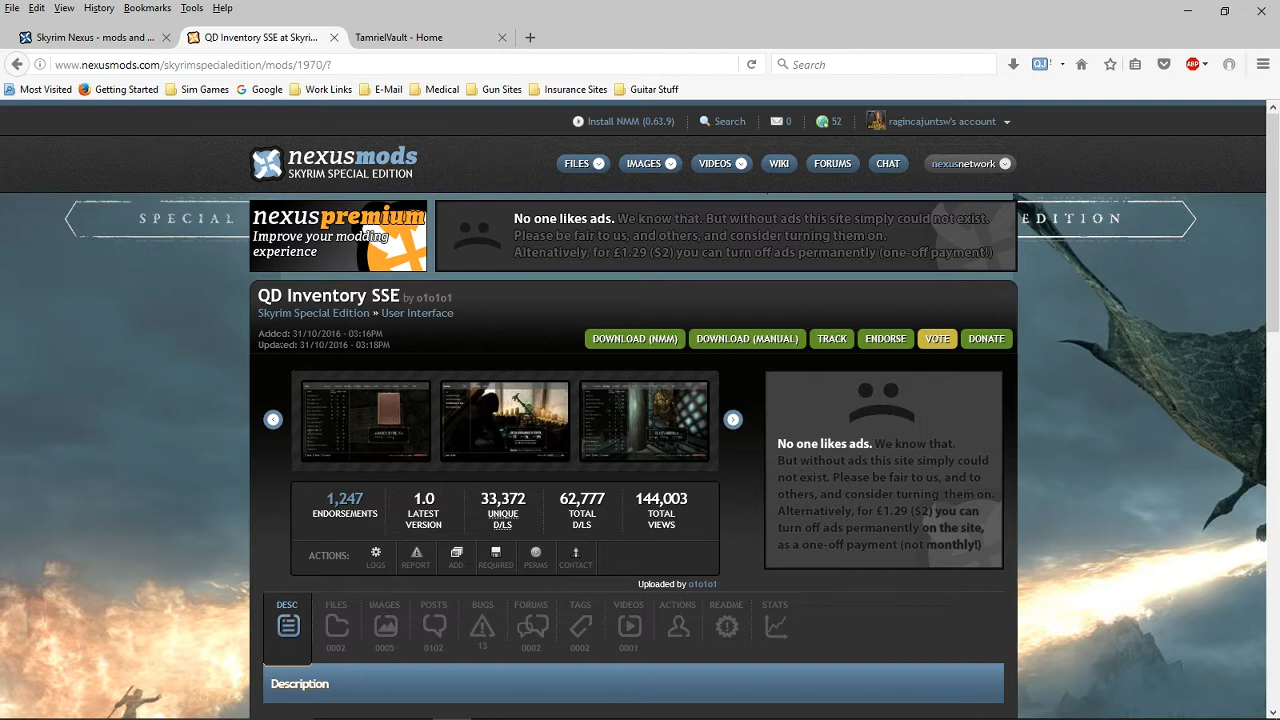 File Edit View History Bookmarks Tools Help
Skyrim Nexus - mods and ...
QD Inventory SSE at Skyri...
TamrielVault - Home
www.nexusmods.com/skyrimspecialedition/mods/1970/?
Search
QJ !
ABP
Most Visited Getting Started Sim Games Google Work Links E-Mail Medical Gun Sites Insurance Sites Guitar Stuff
Install NMM (0.63.9) Search 0 52 ragincajuntsw's account
nexusmods
SKYRIM SPECIAL EDITION
FILES IMAGES VIDEOS WIKI FORUMS CHAT nexusnetwork
SPECIAL EDITION
nexuspremium
Improve your modding
experience
No one likes ads. We know that. But without ads this site simply could not exist.
Please be fair to us, and others, and consider turning them on.
Altenatively, for £1.29 ($2) you can turn off ads permanently (one-off payment!)
QD Inventory SSE by o1o1o1
Skyrim Special Edition » User Interface
Added: 31/10/2016 - 03:16PM
Updated: 31/10/2016 - 03:18PM
DOWNLOAD (NMM) DOWNLOAD (MANUAL) TRACK ENDORSE VOTE DONATE
No one likes ads. We know that.
But without ads this site simply could
not exist. Please be fair to us, and to
others, and consider turning them on.
Alternatively, for £1.29 ($2) you can
turn off ads permanently on the site,
as a one-off payment (not monthly!)
1,247 ENDORSEMENTS
1.0 LATEST VERSION
33,372 UNIQUE D/LS
62,777 TOTAL D/LS
144,003 TOTAL VIEWS
ACTIONS: LOGS REPORT ADD REQUIRED PERMS CONTACT
Uploaded by o1o1o1
DESC FILES IMAGES POSTS BUGS FORUMS TAGS VIDEOS ACTIONS README STATS
0002 0005 0102 13 0002 0002 0001
Description